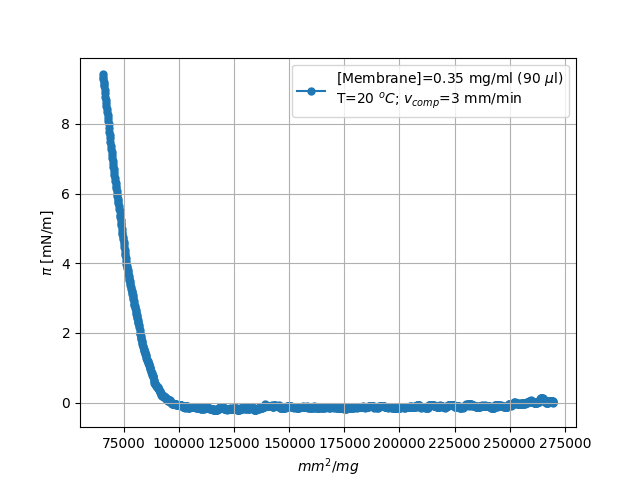 [Membrane]=0.35 mg/ml (90 μl)
T=20 °C; v_comp=3 mm/min
8
6
4
2
0
π [mN/m]
75000 100000 125000 150000 175000 200000 225000 250000 275000
mm²/mg